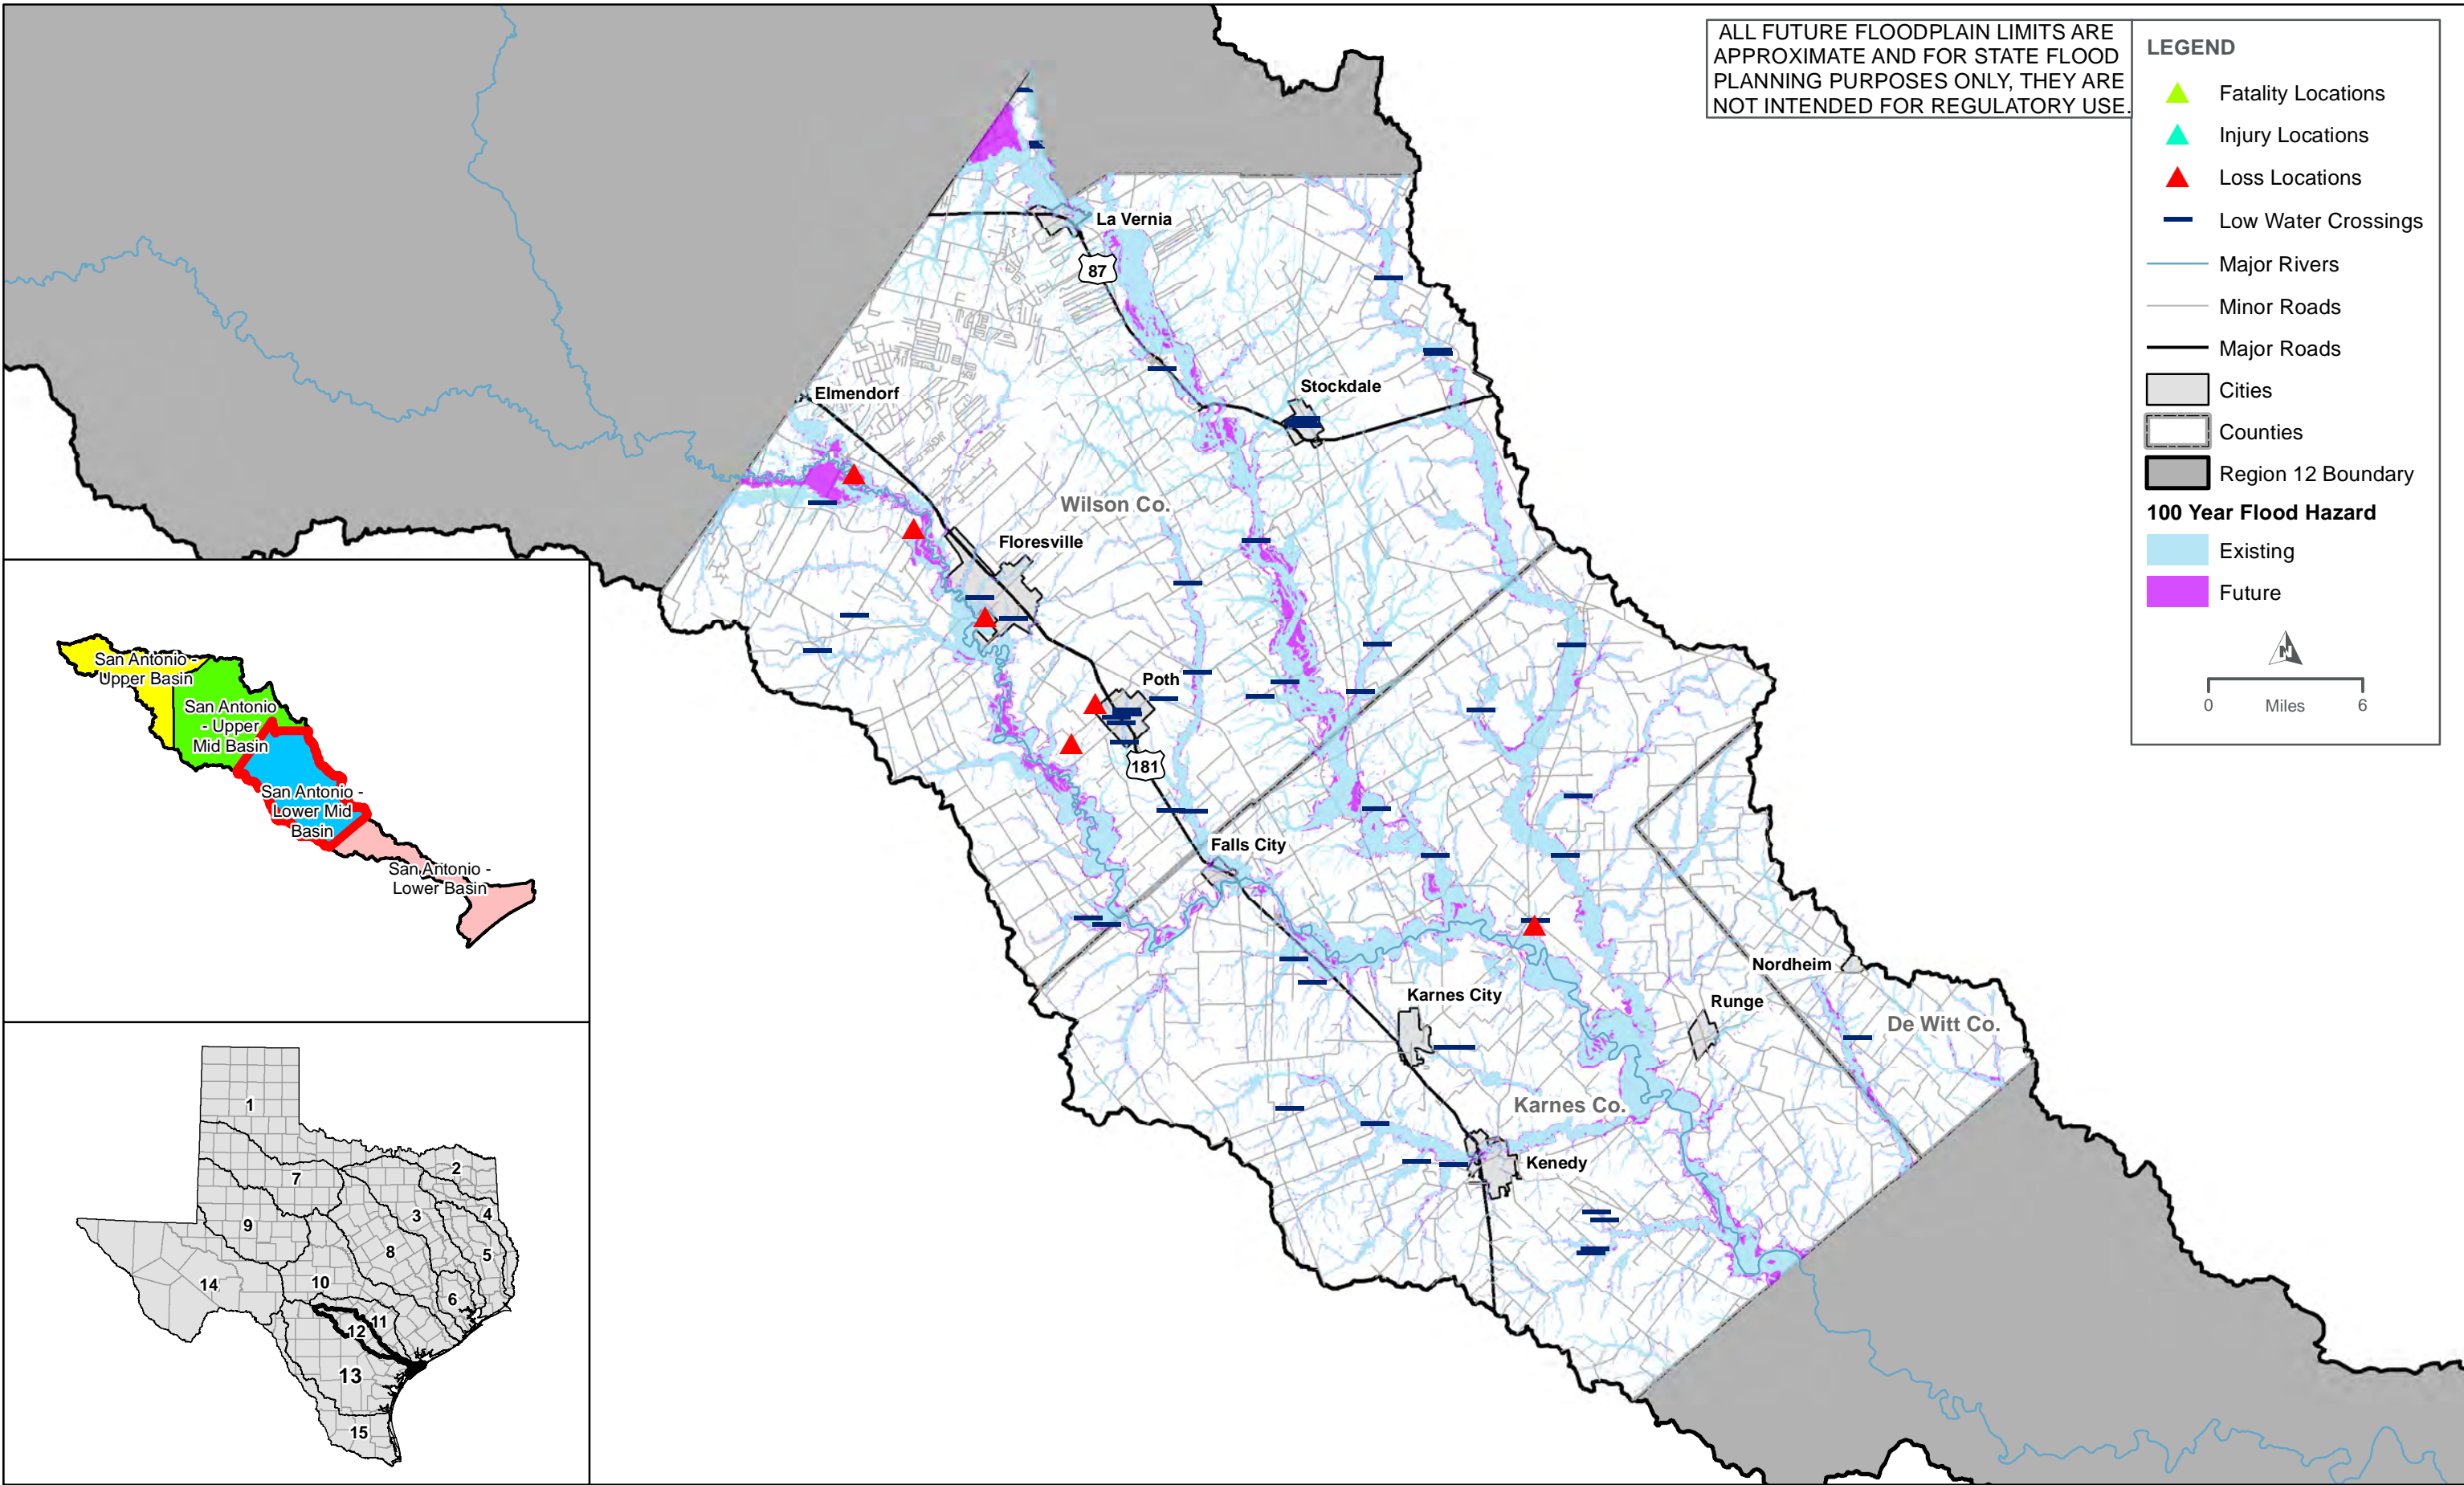 ALL FUTURE FLOODPLAIN LIMITS ARE
APPROXIMATE AND FOR STATE FLOOD
PLANNING PURPOSES ONLY, THEY ARE
NOT INTENDED FOR REGULATORY USE.
LEGEND
Fatality Locations
Injury Locations
Loss Locations
Low Water Crossings
Major Rivers
Minor Roads
Major Roads
Cities
Counties
Region 12 Boundary
100 Year Flood Hazard
Existing
Future
N
0 Miles 6
La Vernia
87
Elmendorf
Stockdale
Wilson Co.
Floresville
Poth
181
Falls City
Nordheim
Karnes City
Runge
De Witt Co.
Karnes Co.
Kenedy
San Antonio -
Upper Basin
San Antonio
- Upper
Mid Basin
San Antonio -
Lower Mid
Basin
San Antonio -
Lower Basin
1
2
7
3
4
9
8
5
14
10
6
11
12
13
15